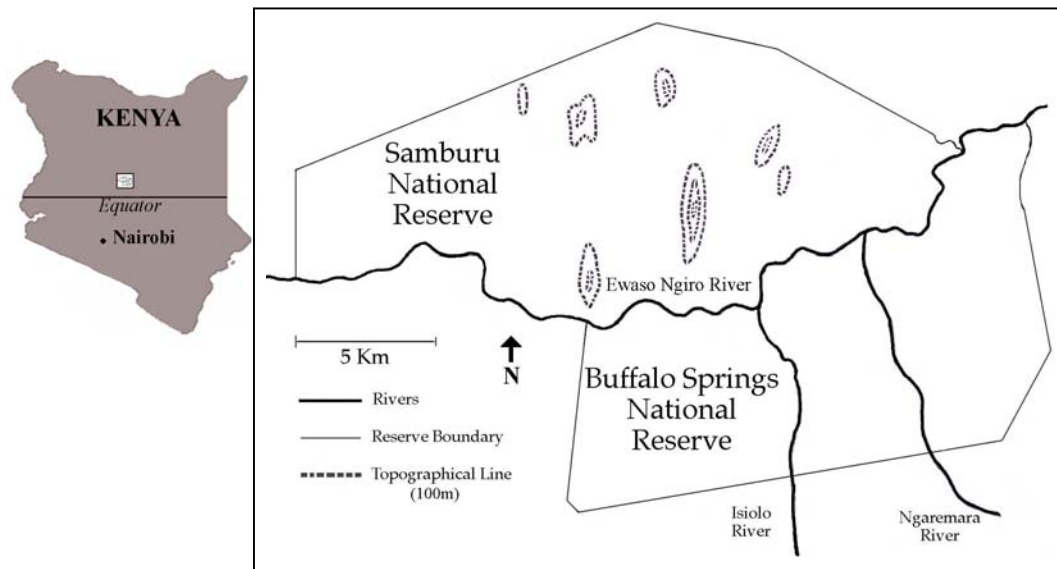 KENYA
Equator
Nairobi
Samburu
National
Reserve
Ewaso Ngiro River
5 Km
N
Buffalo Springs
National
Reserve
Rivers
Reserve Boundary
Topographical Line
(100m)
Isiolo
River
Ngaremara
River